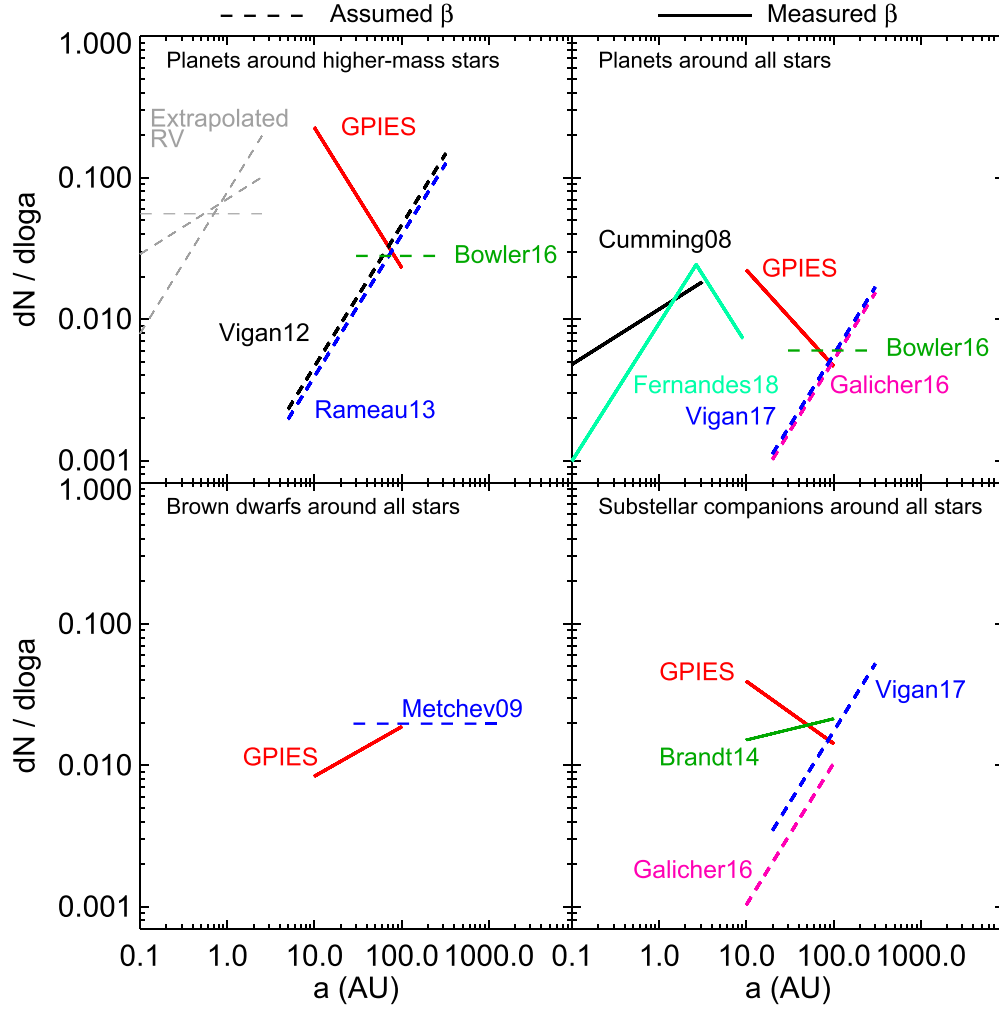 Assumed β
Measured β
1.000
0.100
0.010
0.001
dN / dloga
Planets around higher-mass stars
Extrapolated
RV
GPIES
Bowler16
Vigan12
Rameau13
Planets around all stars
Cumming08
GPIES
Bowler16
Fernandes18
Galicher16
Vigan17
1.000
0.100
0.010
0.001
dN / dloga
Brown dwarfs around all stars
Metchev09
GPIES
Substellar companions around all stars
GPIES
Vigan17
Brandt14
Galicher16
0.1 1.0 10.0 100.0 1000.0
a (AU)
0.1 1.0 10.0 100.0 1000.0
a (AU)